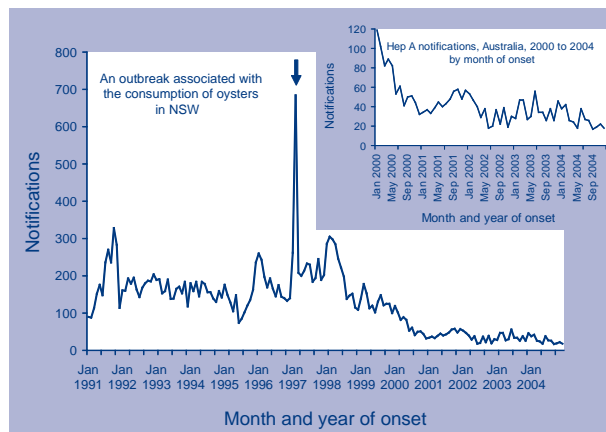 800
700
600
500
400
300
200
100
0
Notifications
An outbreak associated with
the consumption of oysters
in NSW
Jan Jan Jan Jan Jan Jan Jan Jan Jan Jan Jan Jan Jan Jan
1991 1992 1993 1994 1995 1996 1997 1998 1999 2000 2001 2002 2003 2004
Month and year of onset
120
100
80
60
40
20
0
Notifications
Hep A notifications, Australia, 2000 to 2004
by month of onset
Jan 2000
May 2000
Sep 2000
Jan 2001
May 2001
Sep 2001
Jan 2002
May 2002
Sep 2002
Jan 2003
May 2003
Sep 2003
Jan 2004
May 2004
Sep 2004
Month and year of onset